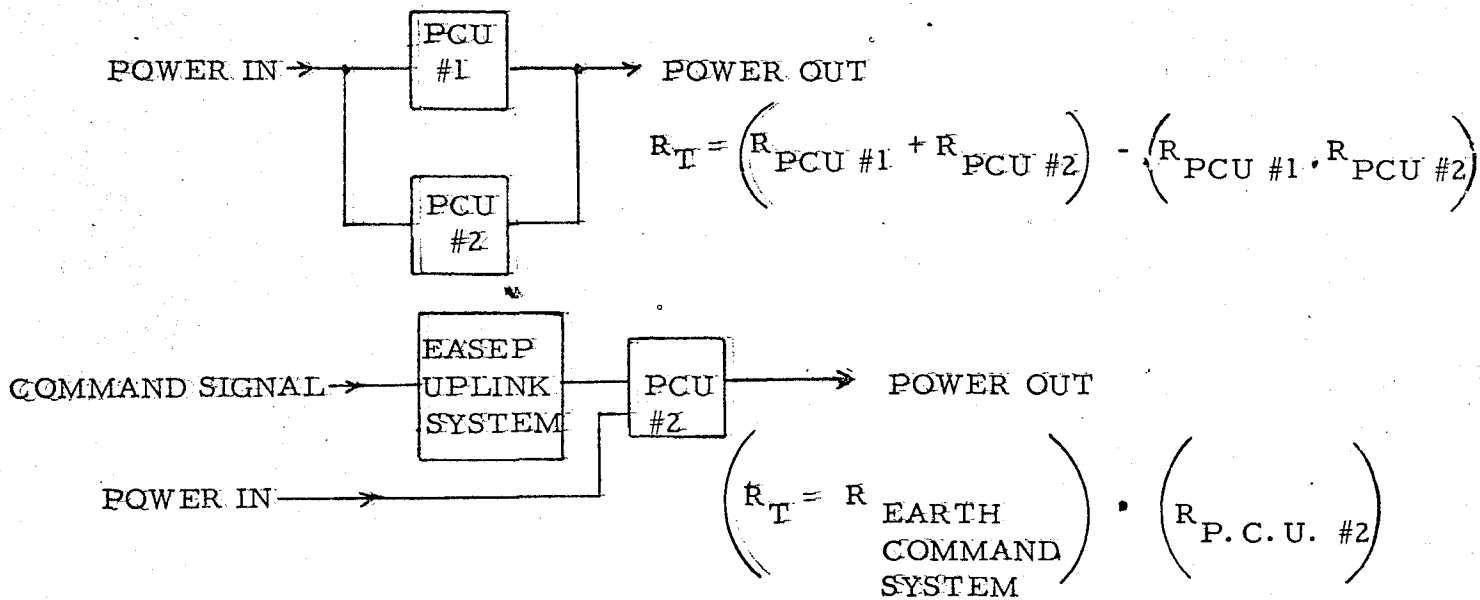 PCU
#1
POWER IN
POWER OUT
R_T = (R_PCU #1 + R_PCU #2) - (R_PCU #1 · R_PCU #2)
PCU
#2
EASEP
UPLINK
SYSTEM
COMMAND SIGNAL
PCU
#2
POWER OUT
POWER IN
(R_T = R EARTH COMMAND SYSTEM) · (R_P.C.U. #2)